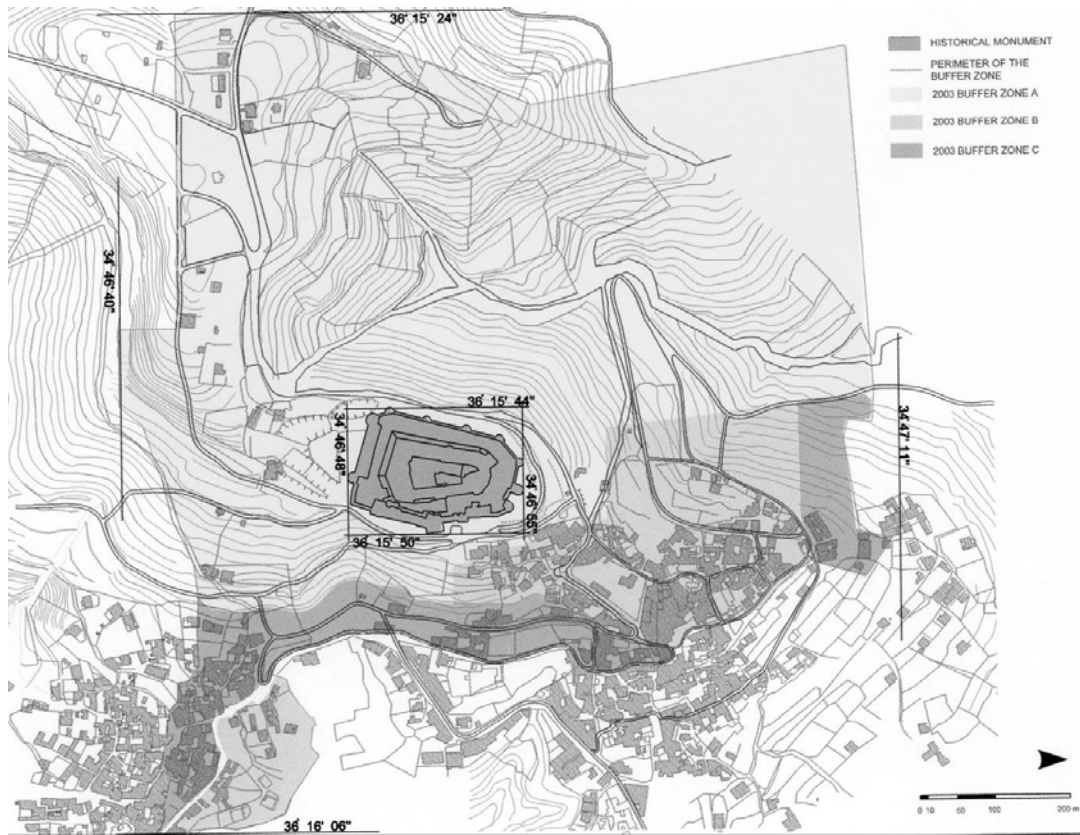 36° 15' 24"
HISTORICAL MONUMENT
PERIMETER OF THE
BUFFER ZONE
2003 BUFFER ZONE A
2003 BUFFER ZONE B
2003 BUFFER ZONE C
34° 46' 40"
36° 15' 44"
34° 46' 48"
34° 46' 55"
36° 15' 50"
34° 47' 11"
0 10 50 100 200 m
36° 16' 06"